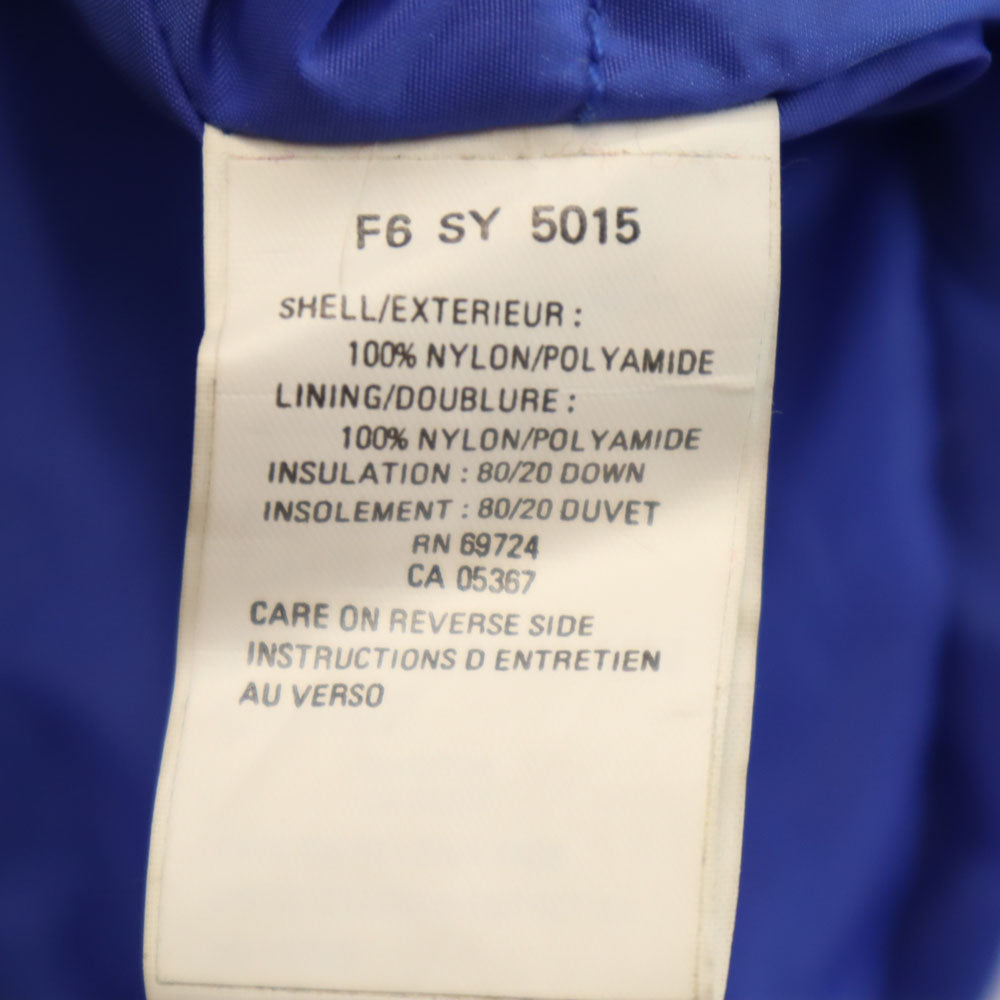 F6 SY 5015
SHELL/EXTERIEUR :
100% NYLON/POLYAMIDE
LINING/DOUBLURE :
100% NYLON/POLYAMIDE
INSULATION : 80/20 DOWN
INSOLEMENT : 80/20 DUVET
RN 69724
CA 05367
CARE ON REVERSE SIDE
INSTRUCTIONS D ENTRETIEN
AU VERSO